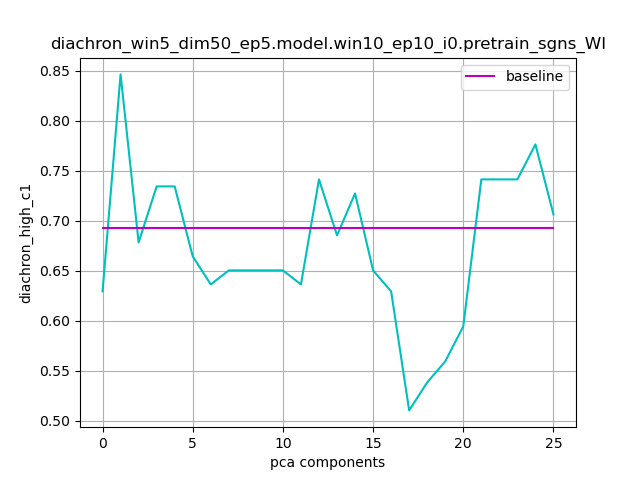 diachron_win5_dim50_ep5.model.win10_ep10_i0.pretrain_sgns_WI
baseline
0.85
0.80
0.75
0.70
0.65
0.60
0.55
0.50
diachron_high_c1
0 5 10 15 20 25
pca components